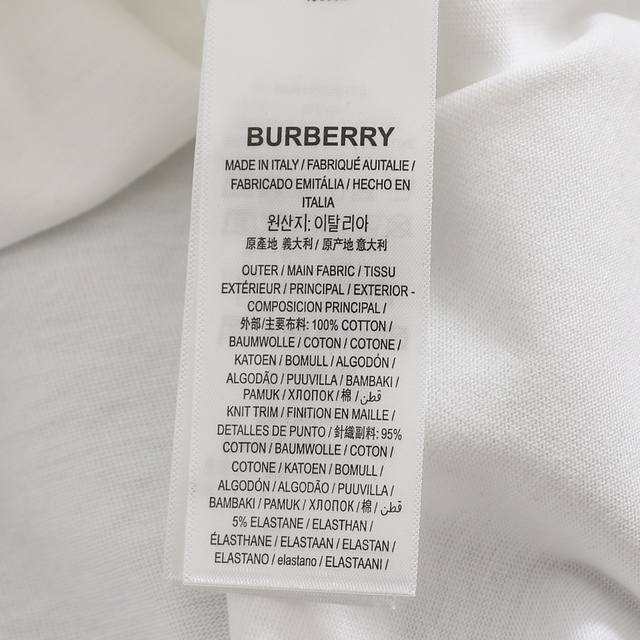 BURBERRY
MADE IN ITALY / FABRIQUÉ AUITALIE /
FABRICADO EMITÁLIA / HECHO EN
ITALIA
원산지: 이탈리아
原產地 義大利 / 原产地 意大利
OUTER / MAIN FABRIC / TISSU
EXTÉRIEUR / PRINCIPAL / EXTERIOR -
COMPOSICION PRINCIPAL /
外部/主要布料: 100% COTTON /
BAUMWOLLE / COTON / COTONE /
KATOEN / BOMULL / ALGODÓN /
ALGODÃO / PUUVILLA / BAMBAKI /
PAMUK / ХЛОПОК / 棉 / قطن /
KNIT TRIM / FINITION EN MAILLE /
DETALLES DE PUNTO / 針織副料: 95%
COTTON / BAUMWOLLE / COTON /
COTONE / KATOEN / BOMULL /
ALGODÓN / ALGODÃO / PUUVILLA /
BAMBAKI / PAMUK / ХЛОПОК / 棉 / قطن /
5% ELASTANE / ELASTHAN /
ÉLASTHANE / ELASTAAN / ELASTAN /
ELASTANO / elastano / ELASTAANI /